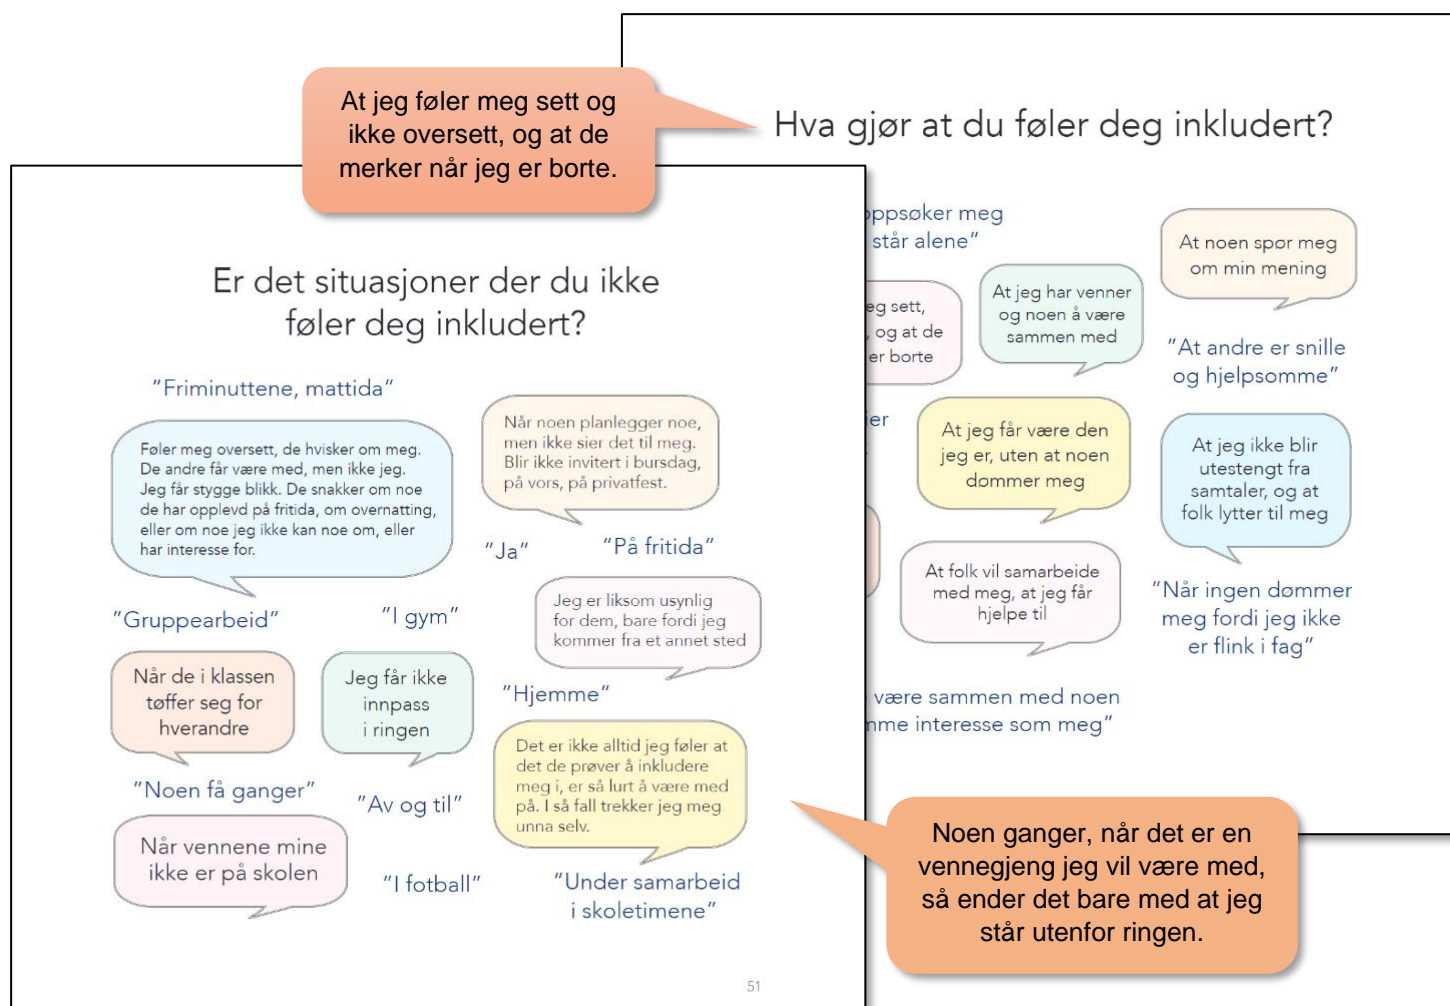 At jeg føler meg sett og
ikke oversett, og at de
merker når jeg er borte.
Hva gjør at du føler deg inkludert?
oppsøker meg
står alene”
At noen spør meg
om min mening
At jeg har venner
og noen å være
sammen med
eg sett,
, og at de
er borte
”At andre er snille
og hjelpsomme”
ier
At jeg får være den
jeg er, uten at noen
dømmer meg
At jeg ikke blir
utestengt fra
samtaler, og at
folk lytter til meg
At folk vil samarbeide
med meg, at jeg får
hjelpe til
”Når ingen dømmer
meg fordi jeg ikke
er flink i fag”
være sammen med noen
mme interesse som meg”
Er det situasjoner der du ikke
føler deg inkludert?
”Friminuttene, mattida”
Føler meg oversett, de hvisker om meg.
De andre får være med, men ikke jeg.
Jeg får stygge blikk. De snakker om noe
de har opplevd på fritida, om overnatting,
eller om noe jeg ikke kan noe om, eller
har interesse for.
Når noen planlegger noe,
men ikke sier det til meg.
Blir ikke invitert i bursdag,
på vors, på privatfest.
”Ja”
”På fritida”
”Gruppearbeid”
”I gym”
Jeg er liksom usynlig
for dem, bare fordi jeg
kommer fra et annet sted
Når de i klassen
tøffer seg for
hverandre
Jeg får ikke
innpass
i ringen
”Hjemme”
Det er ikke alltid jeg føler at
det de prøver å inkludere
meg i, er så lurt å være med
på. I så fall trekker jeg meg
unna selv.
”Noen få ganger”
”Av og til”
Når vennene mine
ikke er på skolen
”I fotball”
”Under samarbeid
i skoletimene”
Noen ganger, når det er en
vennegjeng jeg vil være med,
så ender det bare med at jeg
står utenfor ringen.
51